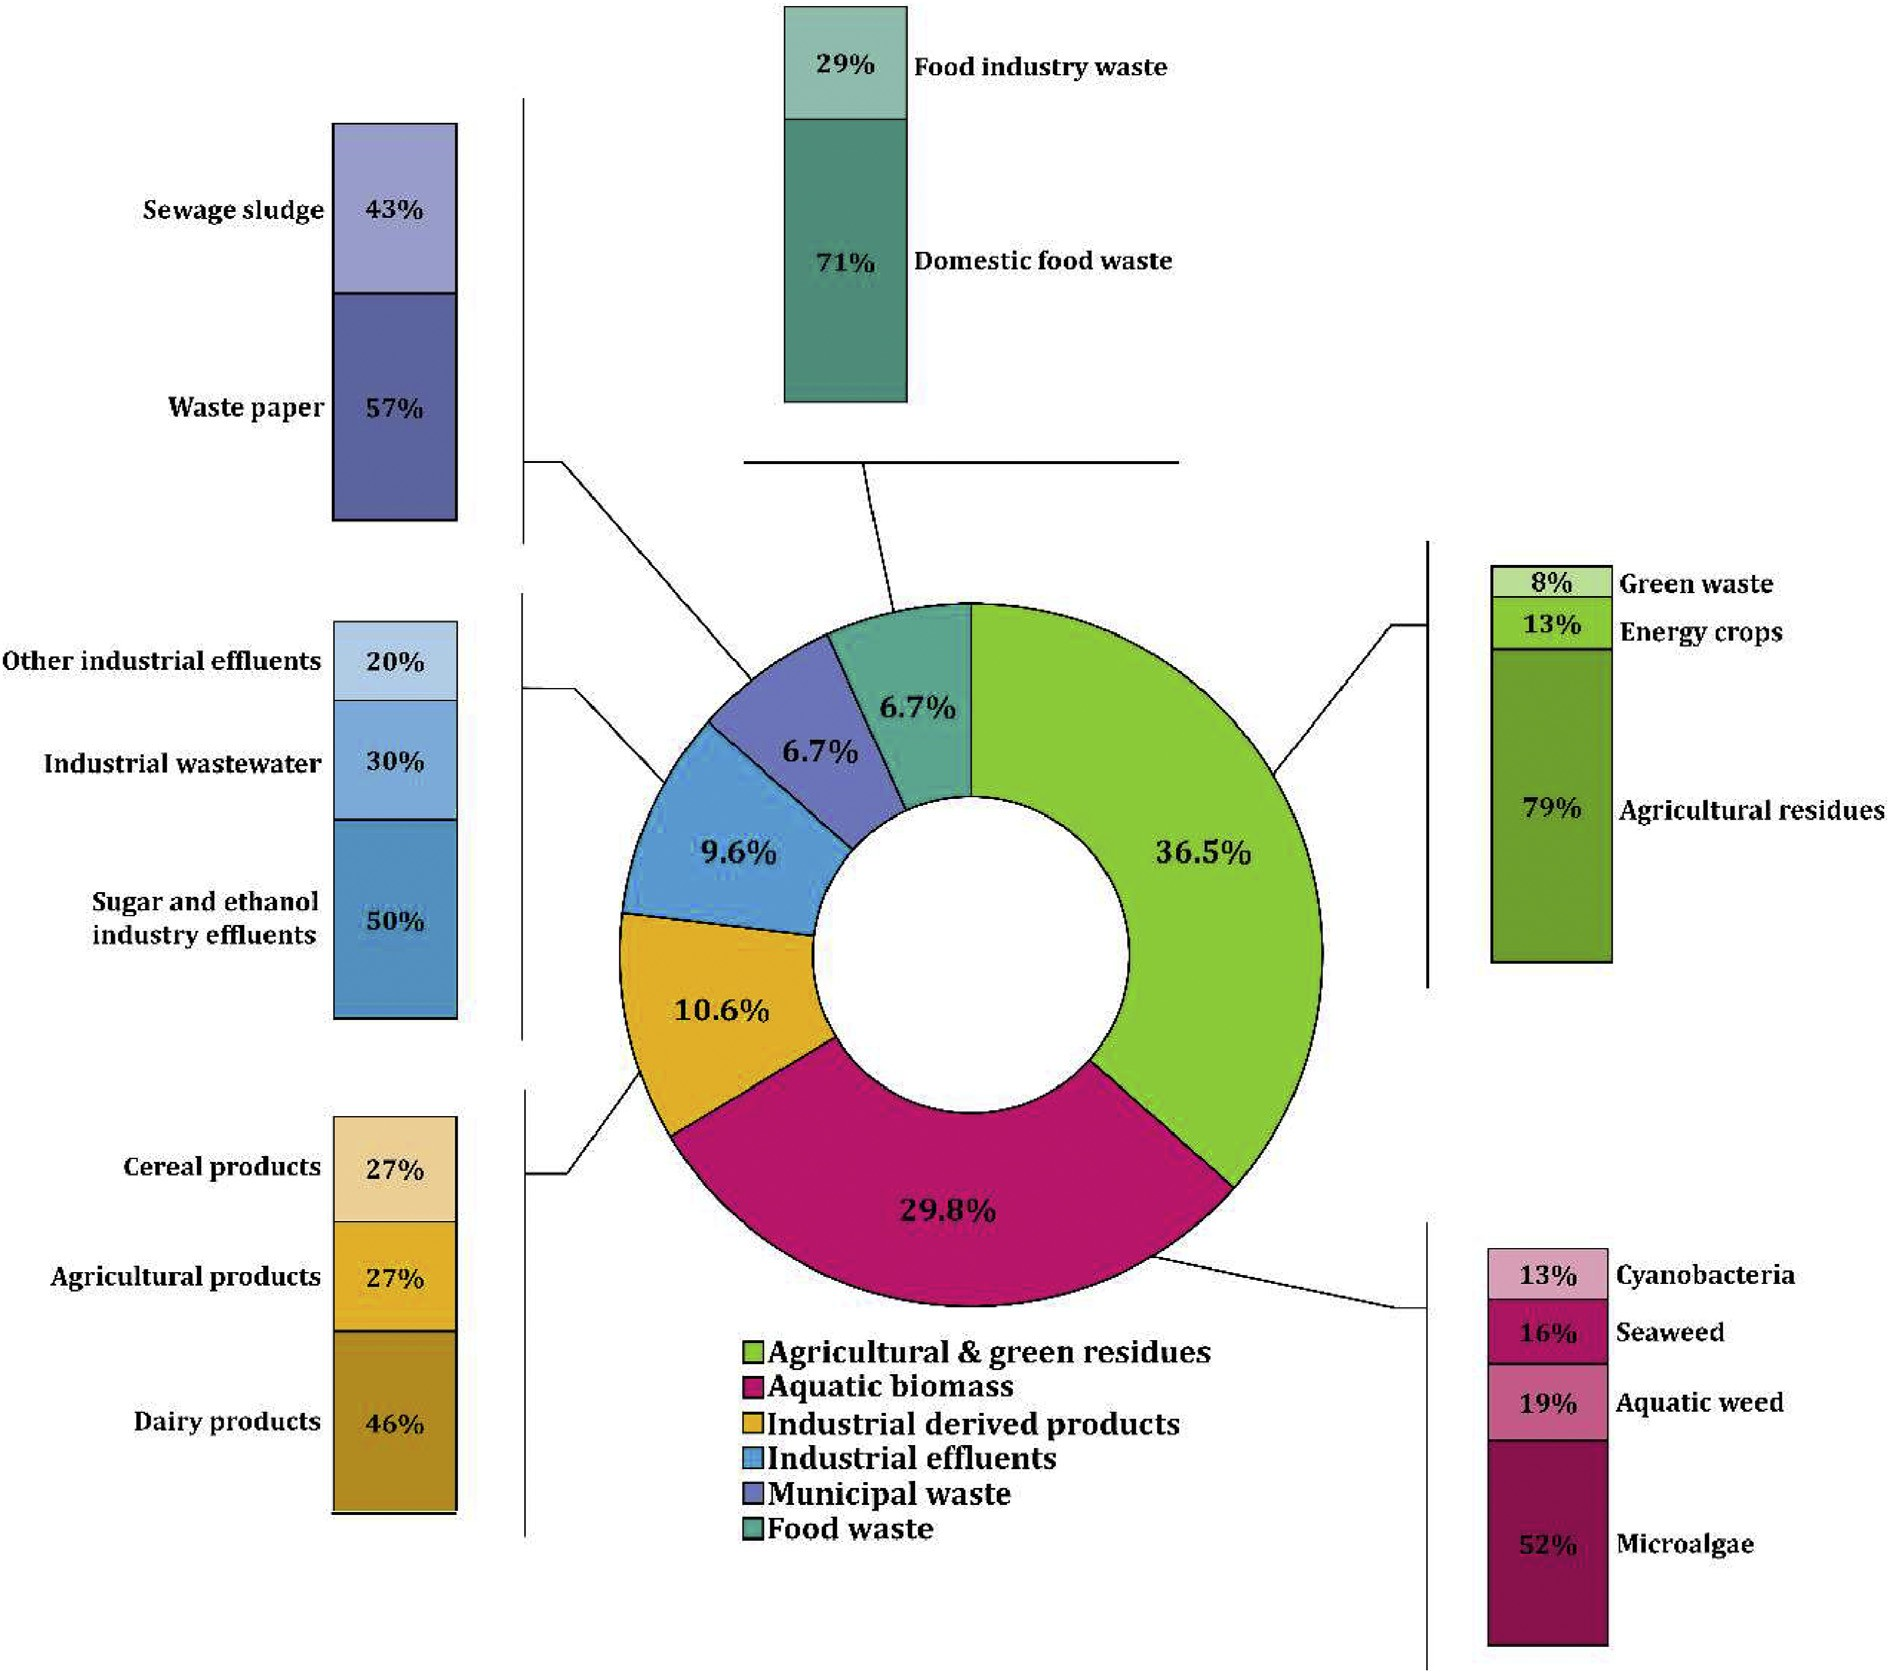 29%
Food industry waste
71%
Domestic food waste
Sewage sludge
43%
Waste paper
57%
Other industrial effluents
20%
Industrial wastewater
30%
Sugar and ethanol
industry effluents
50%
Cereal products
27%
Agricultural products
27%
Dairy products
46%
6.7%
6.7%
9.6%
10.6%
29.8%
36.5%
8%
Green waste
13%
Energy crops
79%
Agricultural residues
13%
Cyanobacteria
16%
Seaweed
19%
Aquatic weed
52%
Microalgae
Agricultural & green residues
Aquatic biomass
Industrial derived products
Industrial effluents
Municipal waste
Food waste